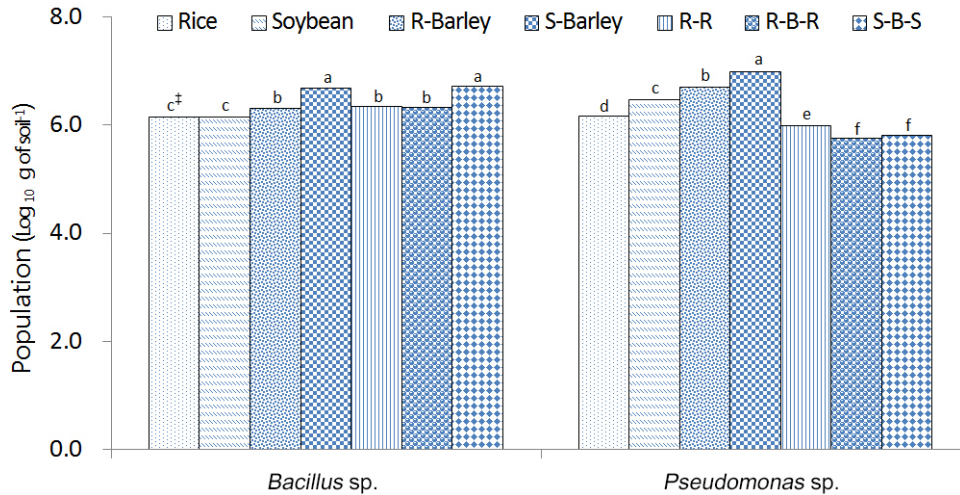 8.0
Rice Soybean R-Barley S-Barley R-R R-B-R S-B-S
a a a
c‡ c b b b d c b e f f
6.0
4.0
2.0
0.0
Population (Log10 g of soil-1)
Bacillus sp. Pseudomonas sp.